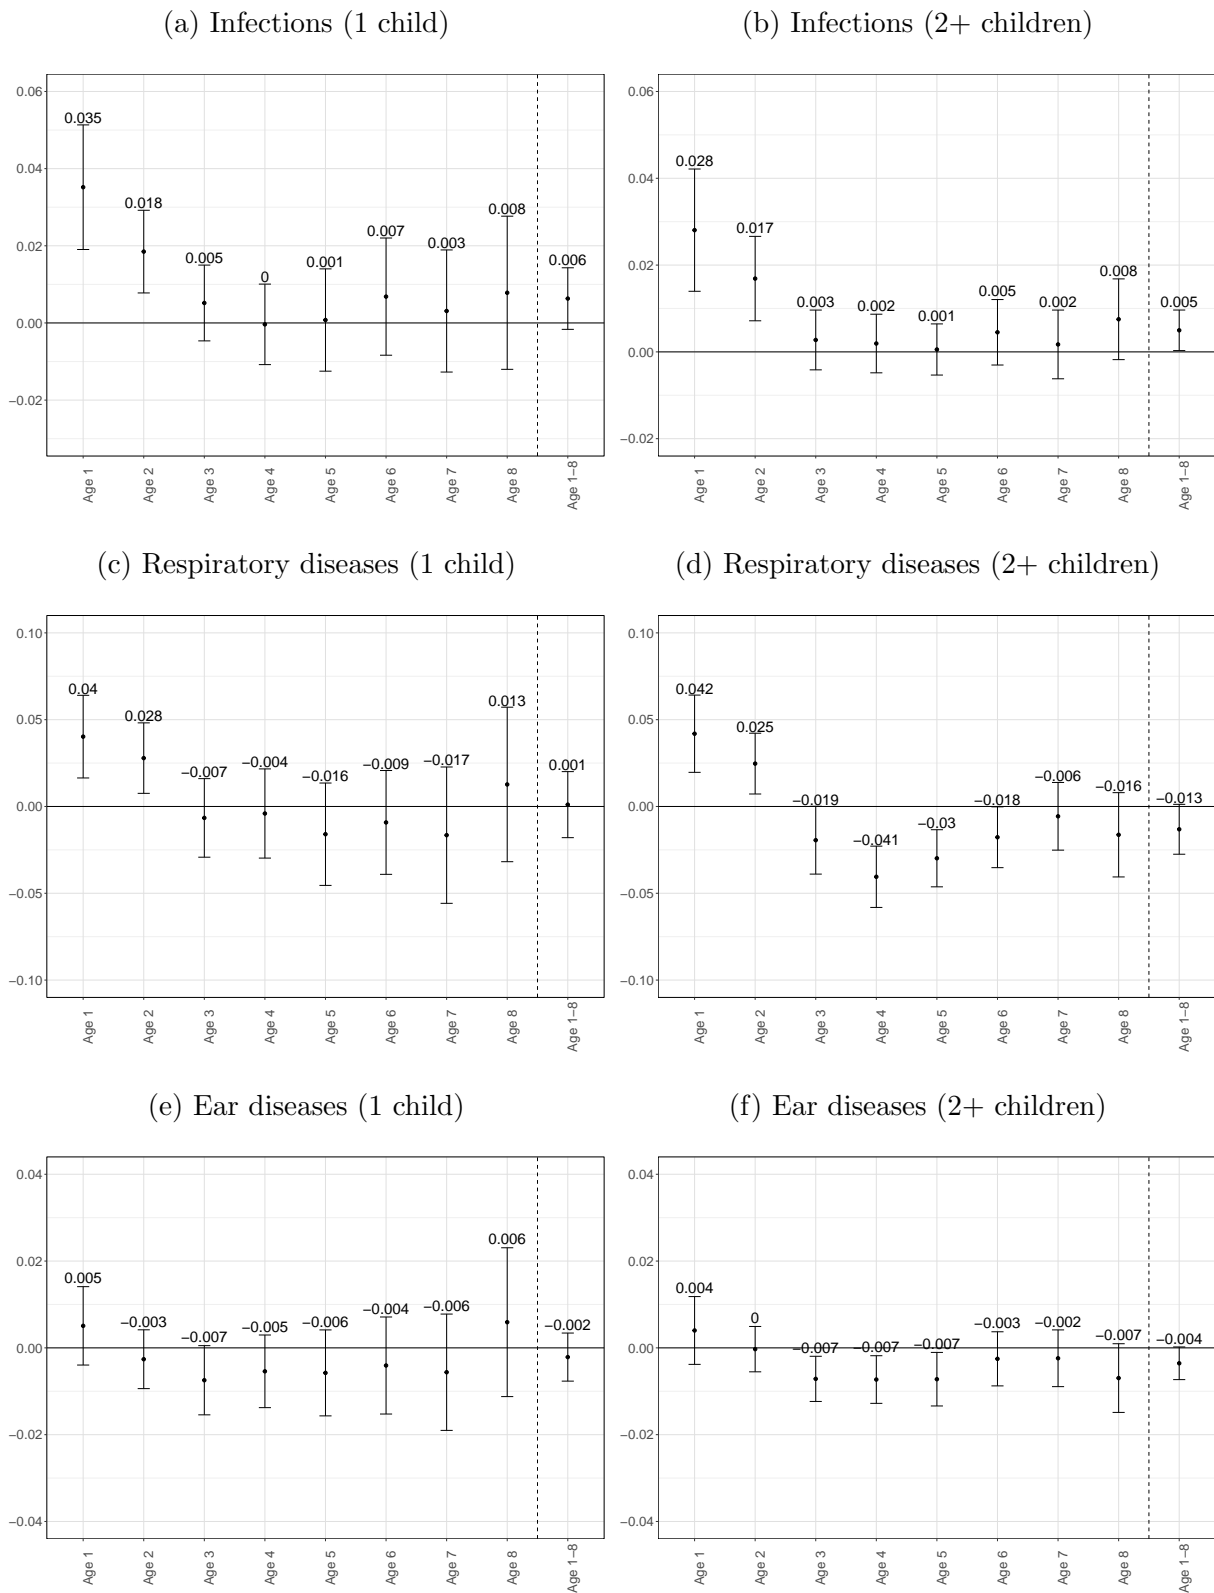 (a) Infections (1 child)
0.06
0.04
0.02
0.00
−0.02
0.035
0.018
0.005
0
0.001
0.007
0.003
0.008
0.006
Age 1
Age 2
Age 3
Age 4
Age 5
Age 6
Age 7
Age 8
Age 1−8
(b) Infections (2+ children)
0.06
0.04
0.02
0.00
−0.02
0.028
0.017
0.003
0.002
0.001
0.005
0.002
0.008
0.005
Age 1
Age 2
Age 3
Age 4
Age 5
Age 6
Age 7
Age 8
Age 1−8
(c) Respiratory diseases (1 child)
0.10
0.05
0.00
−0.05
−0.10
0.04
0.028
−0.007
−0.004
−0.016
−0.009
−0.017
0.013
0.001
Age 1
Age 2
Age 3
Age 4
Age 5
Age 6
Age 7
Age 8
Age 1−8
(d) Respiratory diseases (2+ children)
0.10
0.05
0.00
−0.05
−0.10
0.042
0.025
−0.019
−0.041
−0.03
−0.018
−0.006
−0.016
−0.013
Age 1
Age 2
Age 3
Age 4
Age 5
Age 6
Age 7
Age 8
Age 1−8
(e) Ear diseases (1 child)
0.04
0.02
0.00
−0.02
−0.04
0.005
−0.003
−0.007
−0.005
−0.006
−0.004
−0.006
0.006
−0.002
Age 1
Age 2
Age 3
Age 4
Age 5
Age 6
Age 7
Age 8
Age 1−8
(f) Ear diseases (2+ children)
0.04
0.02
0.00
−0.02
−0.04
0.004
0
−0.007
−0.007
−0.007
−0.003
−0.002
−0.007
−0.004
Age 1
Age 2
Age 3
Age 4
Age 5
Age 6
Age 7
Age 8
Age 1−8